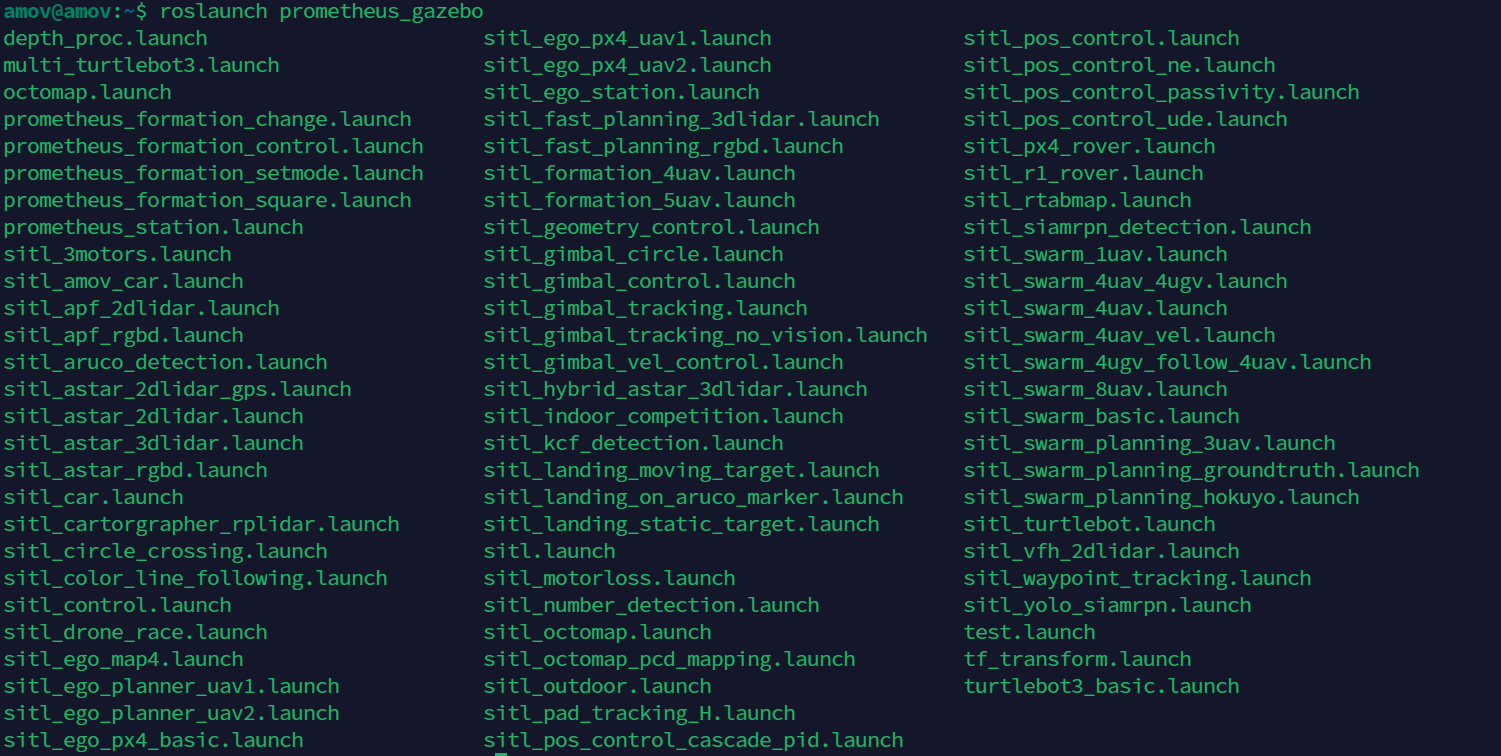 amov@amov:~$ roslaunch prometheus_gazebo
depth_proc.launch sitl_ego_px4_uav1.launch sitl_pos_control.launch
multi_turtlebot3.launch sitl_ego_px4_uav2.launch sitl_pos_control_ne.launch
octomap.launch sitl_ego_station.launch sitl_pos_control_passivity.launch
prometheus_formation_change.launch sitl_fast_planning_3dlidar.launch sitl_pos_control_ude.launch
prometheus_formation_control.launch sitl_fast_planning_rgbd.launch sitl_px4_rover.launch
prometheus_formation_setmode.launch sitl_formation_4uav.launch sitl_r1_rover.launch
prometheus_formation_square.launch sitl_formation_5uav.launch sitl_rtabmap.launch
prometheus_station.launch sitl_geometry_control.launch sitl_siamrpn_detection.launch
sitl_3motors.launch sitl_gimbal_circle.launch sitl_swarm_1uav.launch
sitl_amov_car.launch sitl_gimbal_control.launch sitl_swarm_4uav_4ugv.launch
sitl_apf_2dlidar.launch sitl_gimbal_tracking.launch sitl_swarm_4uav.launch
sitl_apf_rgbd.launch sitl_gimbal_tracking_no_vision.launch sitl_swarm_4uav_vel.launch
sitl_aruco_detection.launch sitl_gimbal_vel_control.launch sitl_swarm_4ugv_follow_4uav.launch
sitl_astar_2dlidar_gps.launch sitl_hybrid_astar_3dlidar.launch sitl_swarm_8uav.launch
sitl_astar_2dlidar.launch sitl_indoor_competition.launch sitl_swarm_basic.launch
sitl_astar_3dlidar.launch sitl_kcf_detection.launch sitl_swarm_planning_3uav.launch
sitl_astar_rgbd.launch sitl_landing_moving_target.launch sitl_swarm_planning_groundtruth.launch
sitl_car.launch sitl_landing_on_aruco_marker.launch sitl_swarm_planning_hokuyo.launch
sitl_cartorgrapher_rplidar.launch sitl_landing_static_target.launch sitl_turtlebot.launch
sitl_circle_crossing.launch sitl.launch sitl_vfh_2dlidar.launch
sitl_color_line_following.launch sitl_motorloss.launch sitl_waypoint_tracking.launch
sitl_control.launch sitl_number_detection.launch sitl_yolo_siamrpn.launch
sitl_drone_race.launch sitl_octomap.launch test.launch
sitl_ego_map4.launch sitl_octomap_pcd_mapping.launch tf_transform.launch
sitl_ego_planner_uav1.launch sitl_outdoor.launch turtlebot3_basic.launch
sitl_ego_planner_uav2.launch sitl_pad_tracking_H.launch
sitl_ego_px4_basic.launch sitl_pos_control_cascade_pid.launch